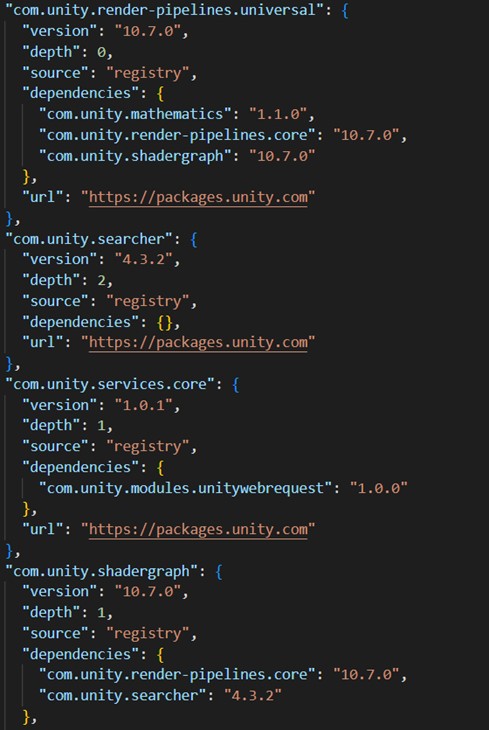 "com.unity.render-pipelines.universal": {
"version": "10.7.0",
"depth": 0,
"source": "registry",
"dependencies": {
"com.unity.mathematics": "1.1.0",
"com.unity.render-pipelines.core": "10.7.0",
"com.unity.shadergraph": "10.7.0"
},
"url": "https://packages.unity.com"
},
"com.unity.searcher": {
"version": "4.3.2",
"depth": 2,
"source": "registry",
"dependencies": {},
"url": "https://packages.unity.com"
},
"com.unity.services.core": {
"version": "1.0.1",
"depth": 1,
"source": "registry",
"dependencies": {
"com.unity.modules.unitywebrequest": "1.0.0"
},
"url": "https://packages.unity.com"
},
"com.unity.shadergraph": {
"version": "10.7.0",
"depth": 1,
"source": "registry",
"dependencies": {
"com.unity.render-pipelines.core": "10.7.0",
"com.unity.searcher": "4.3.2"
},